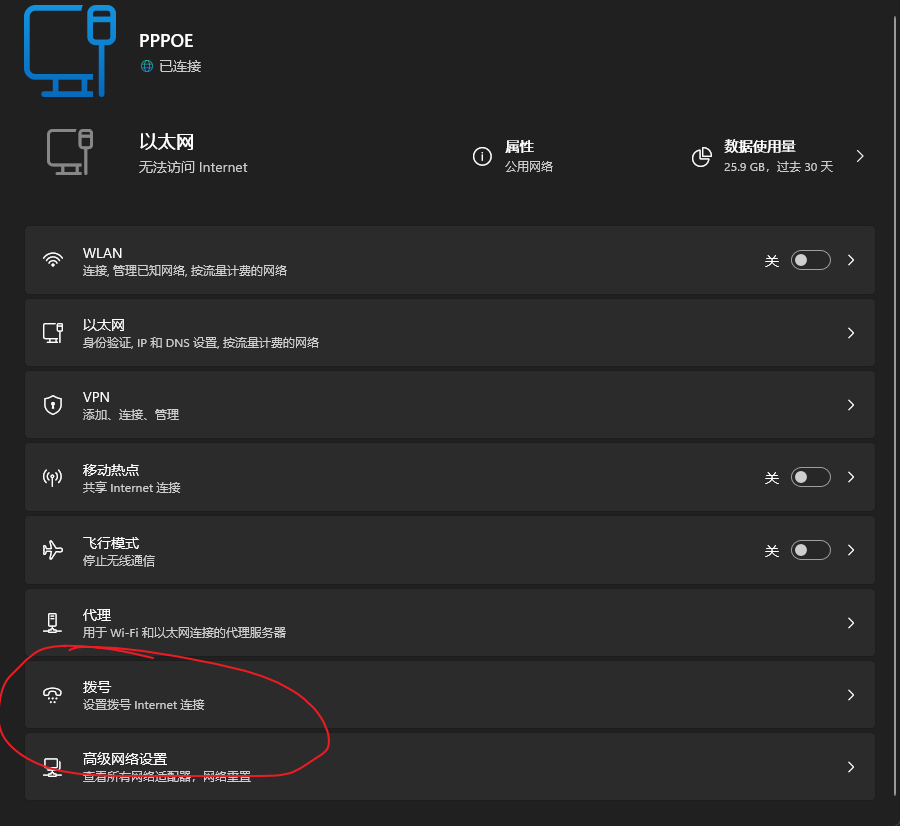 PPPOE
已连接
以太网
无法访问 Internet
属性
公用网络
数据使用量
25.9 GB，过去 30 天
WLAN
连接, 管理已知网络, 按流量计费的网络
关
以太网
身份验证, IP 和 DNS 设置, 按流量计费的网络
VPN
添加、连接、管理
移动热点
共享 Internet 连接
关
飞行模式
停止无线通信
关
代理
用于 Wi-Fi 和以太网连接的代理服务器
拨号
设置拨号 Internet 连接
高级网络设置
查看所有网络适配器，网络重置